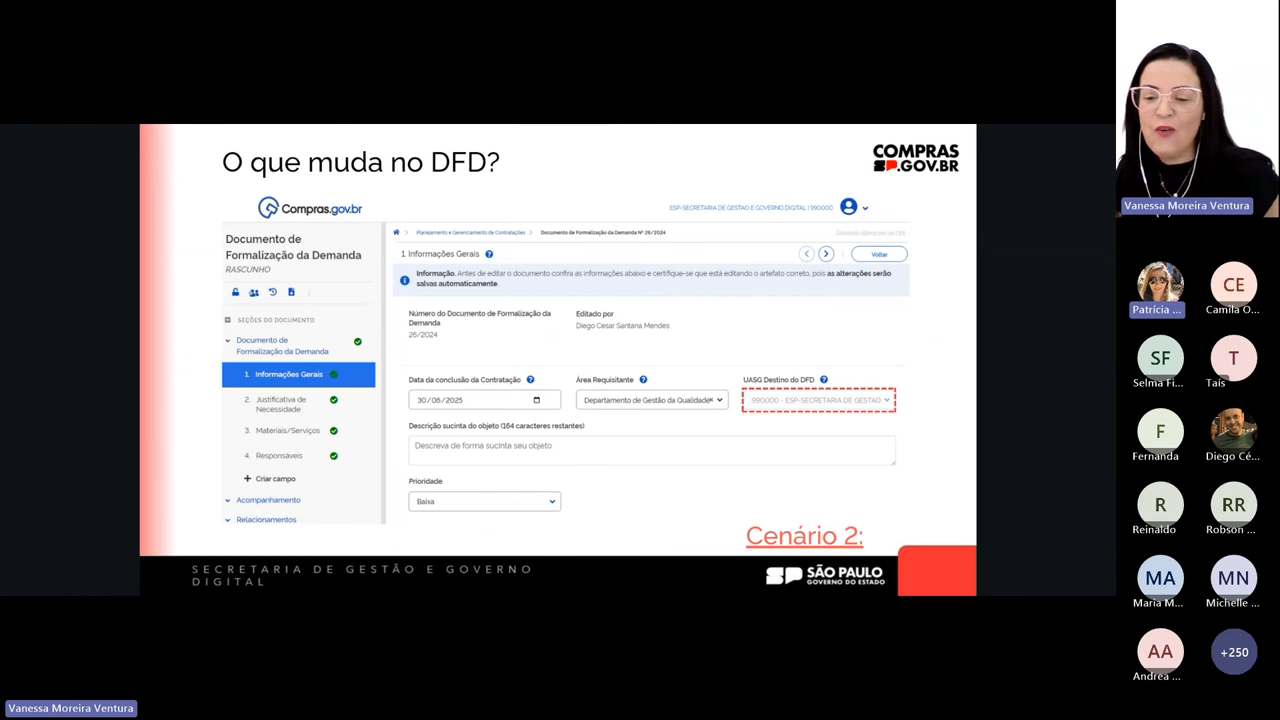 O que muda no DFD?
COMPRAS
SP.GOV.BR
Compras.gov.br
ESP-SECRETARIA DE GESTAO E GOVERNO DIGITAL | 990000
Documento de
Formalização da Demanda
RASCUNHO
SEÇÕES DO DOCUMENTO
Documento de
Formalização da Demanda
1. Informações Gerais
2. Justificativa de
Necessidade
3. Materiais/Serviços
4. Responsáveis
Criar campo
Acompanhamento
Relacionamentos
Planejamento e Gerenciamento de Contratações
Documento de Formalização da Demanda Nº 26/2024
1. Informações Gerais
Voltar
Informação. Antes de editar o documento confira as informações abaixo e certifique-se que está editando o artefato correto, pois as alterações serão
salvas automaticamente.
Número do Documento de Formalização da
Demanda
26/2024
Editado por
Diego Cesar Santana Mendes
Data da conclusão da Contratação
30/06/2025
Área Requisitante
Departamento de Gestão da Qualidade
UASG Destino do DFD
990000 - ESP-SECRETARIA DE GESTAO
Descrição sucinta do objeto (164 caracteres restantes)
Descreva de forma sucinta seu objeto
Prioridade
Baixa
Cenário 2:
SECRETARIA DE GESTÃO E GOVERNO
DIGITAL
SP SÃO PAULO
GOVERNO DO ESTADO
Vanessa Moreira Ventura
Patrícia ...
CE
Camila O...
SF
Selma Fi...
T
Taís
F
Fernanda
Diego Cé...
R
Reinaldo
RR
Robson ...
MA
Maria M...
MN
Michelle ...
AA
Andrea ...
+250
Vanessa Moreira Ventura